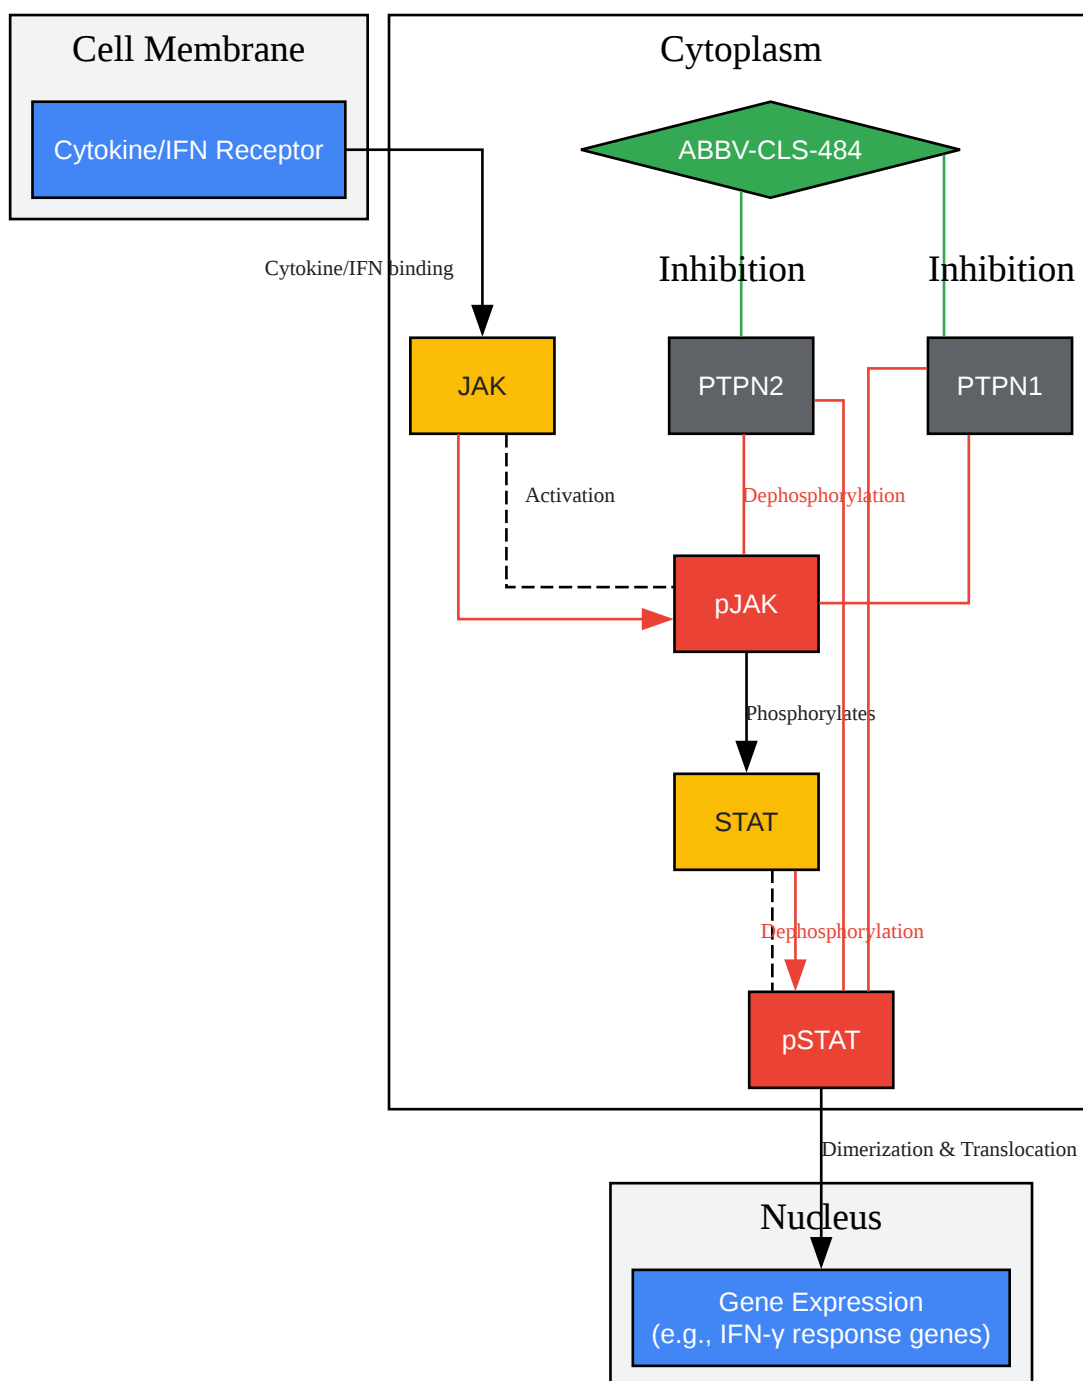 Cell Membrane
Cytoplasm
Cytokine/IFN Receptor
ABBV-CLS-484
Cytokine/IFN binding
Inhibition
Inhibition
JAK
PTPN2
PTPN1
Activation
Dephosphorylation
pJAK
Phosphorylates
STAT
Dephosphorylation
pSTAT
Dimerization & Translocation
Nucleus
Gene Expression
(e.g., IFN-γ response genes)